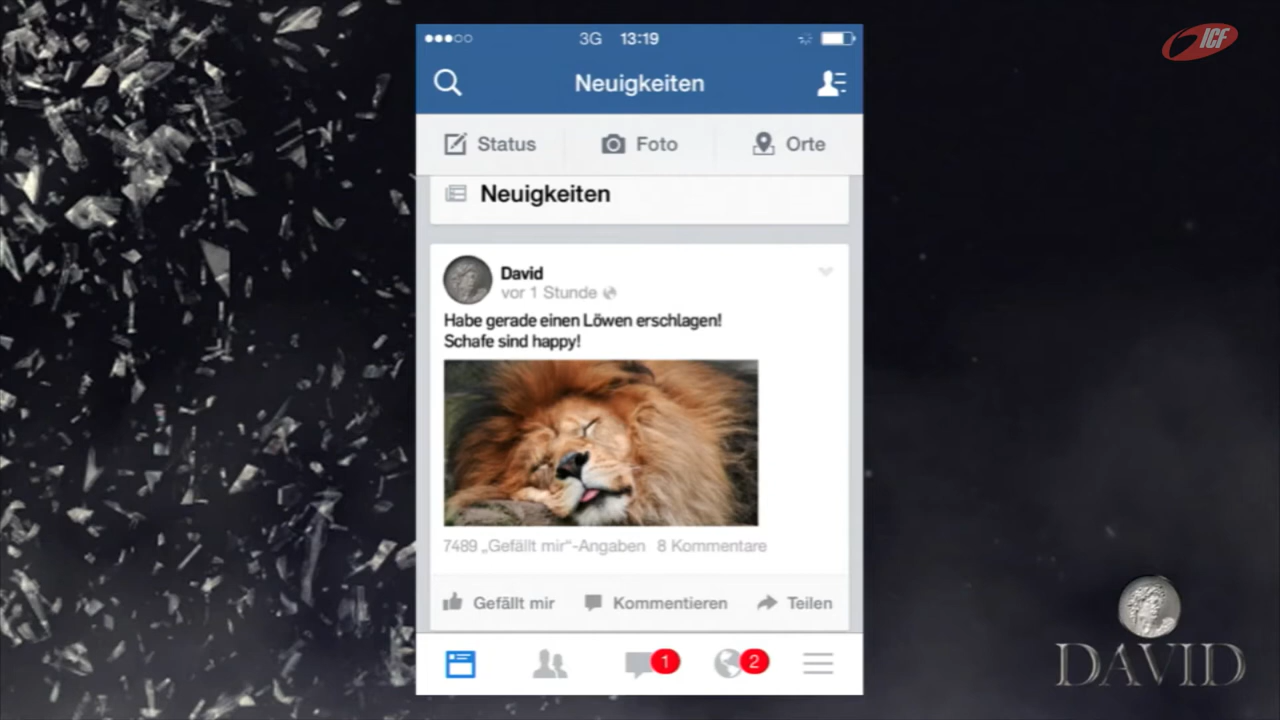 ICF
3G 13:19
Neuigkeiten
Status Foto Orte
Neuigkeiten
David
vor 1 Stunde
Habe gerade einen Löwen erschlagen!
Schafe sind happy!
7489 „Gefällt mir“-Angaben 8 Kommentare
Gefällt mir Kommentieren Teilen
1 2
DAVID